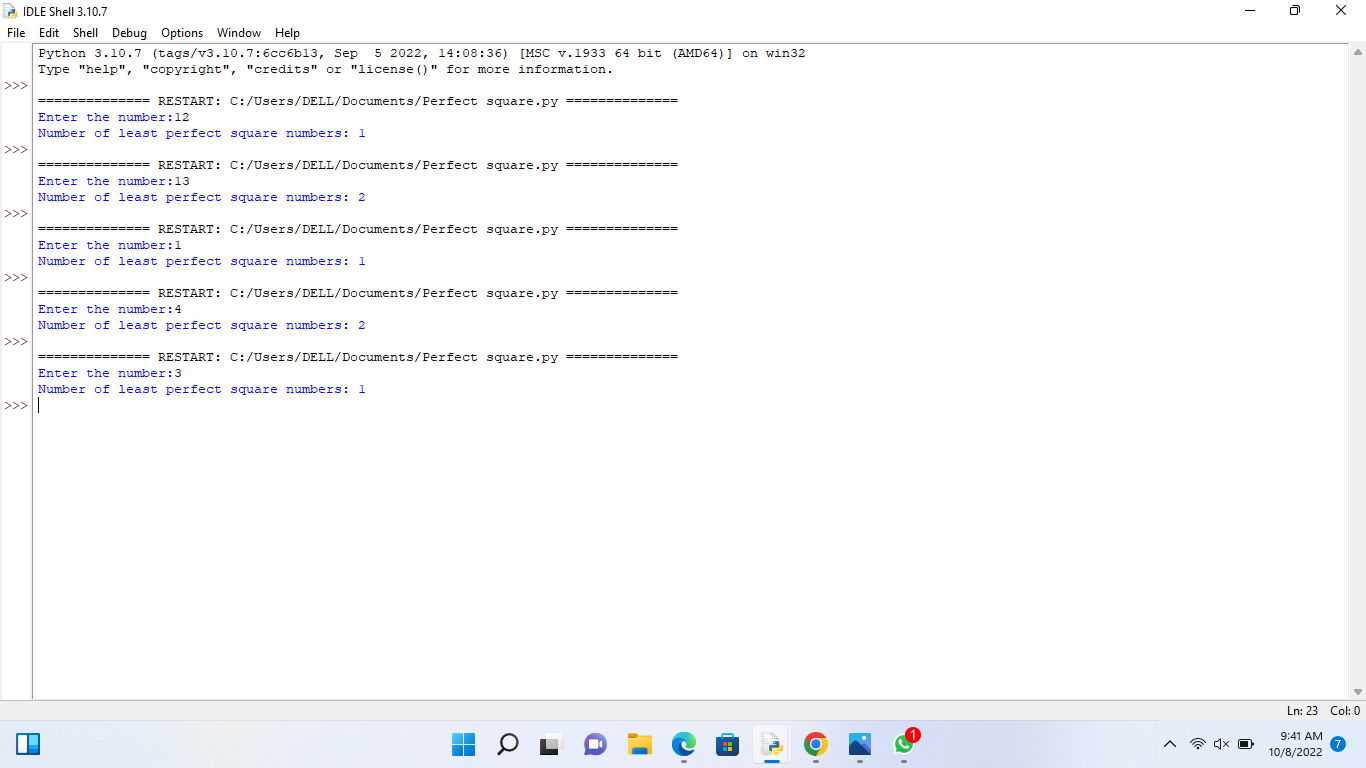 IDLE Shell 3.10.7
File Edit Shell Debug Options Window Help
Python 3.10.7 (tags/v3.10.7:6cc6b13, Sep  5 2022, 14:08:36) [MSC v.1933 64 bit (AMD64)] on win32
Type "help", "copyright", "credits" or "license()" for more information.
>>>
============== RESTART: C:/Users/DELL/Documents/Perfect square.py ==============
Enter the number:12
Number of least perfect square numbers: 1
>>>
============== RESTART: C:/Users/DELL/Documents/Perfect square.py ==============
Enter the number:13
Number of least perfect square numbers: 2
>>>
============== RESTART: C:/Users/DELL/Documents/Perfect square.py ==============
Enter the number:1
Number of least perfect square numbers: 1
>>>
============== RESTART: C:/Users/DELL/Documents/Perfect square.py ==============
Enter the number:4
Number of least perfect square numbers: 2
>>>
============== RESTART: C:/Users/DELL/Documents/Perfect square.py ==============
Enter the number:3
Number of least perfect square numbers: 1
>>>
Ln: 23 Col: 0
1
9:41 AM
10/8/2022
7